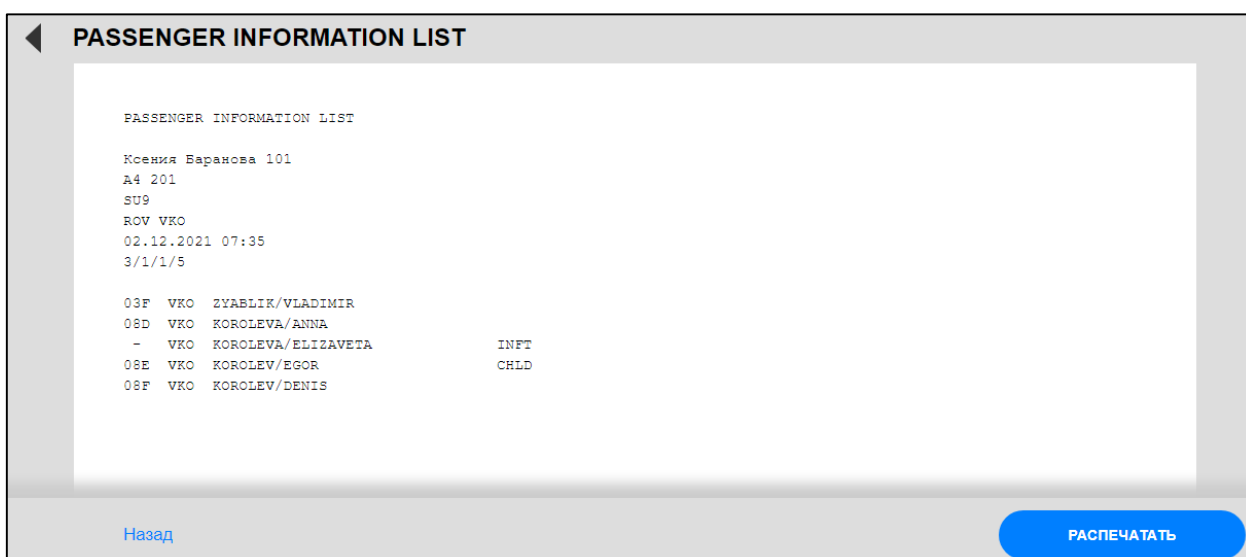 PASSENGER INFORMATION LIST
PASSENGER INFORMATION LIST
Ксения Баранова 101
A4 201
SU9
ROV VKO
02.12.2021 07:35
3/1/1/5
03F VKO ZYABLIK/VLADIMIR
08D VKO KOROLEVA/ANNA
- VKO KOROLEVA/ELIZAVETA INFT
08E VKO KOROLEV/EGOR CHLD
08F VKO KOROLEV/DENIS
Назад РАСПЕЧАТАТЬ